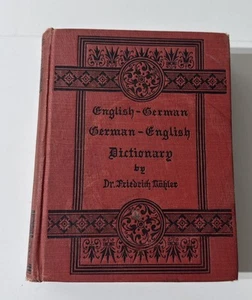 English-German
German-English
Dictionary
by
Dr. Friedrich Köhler